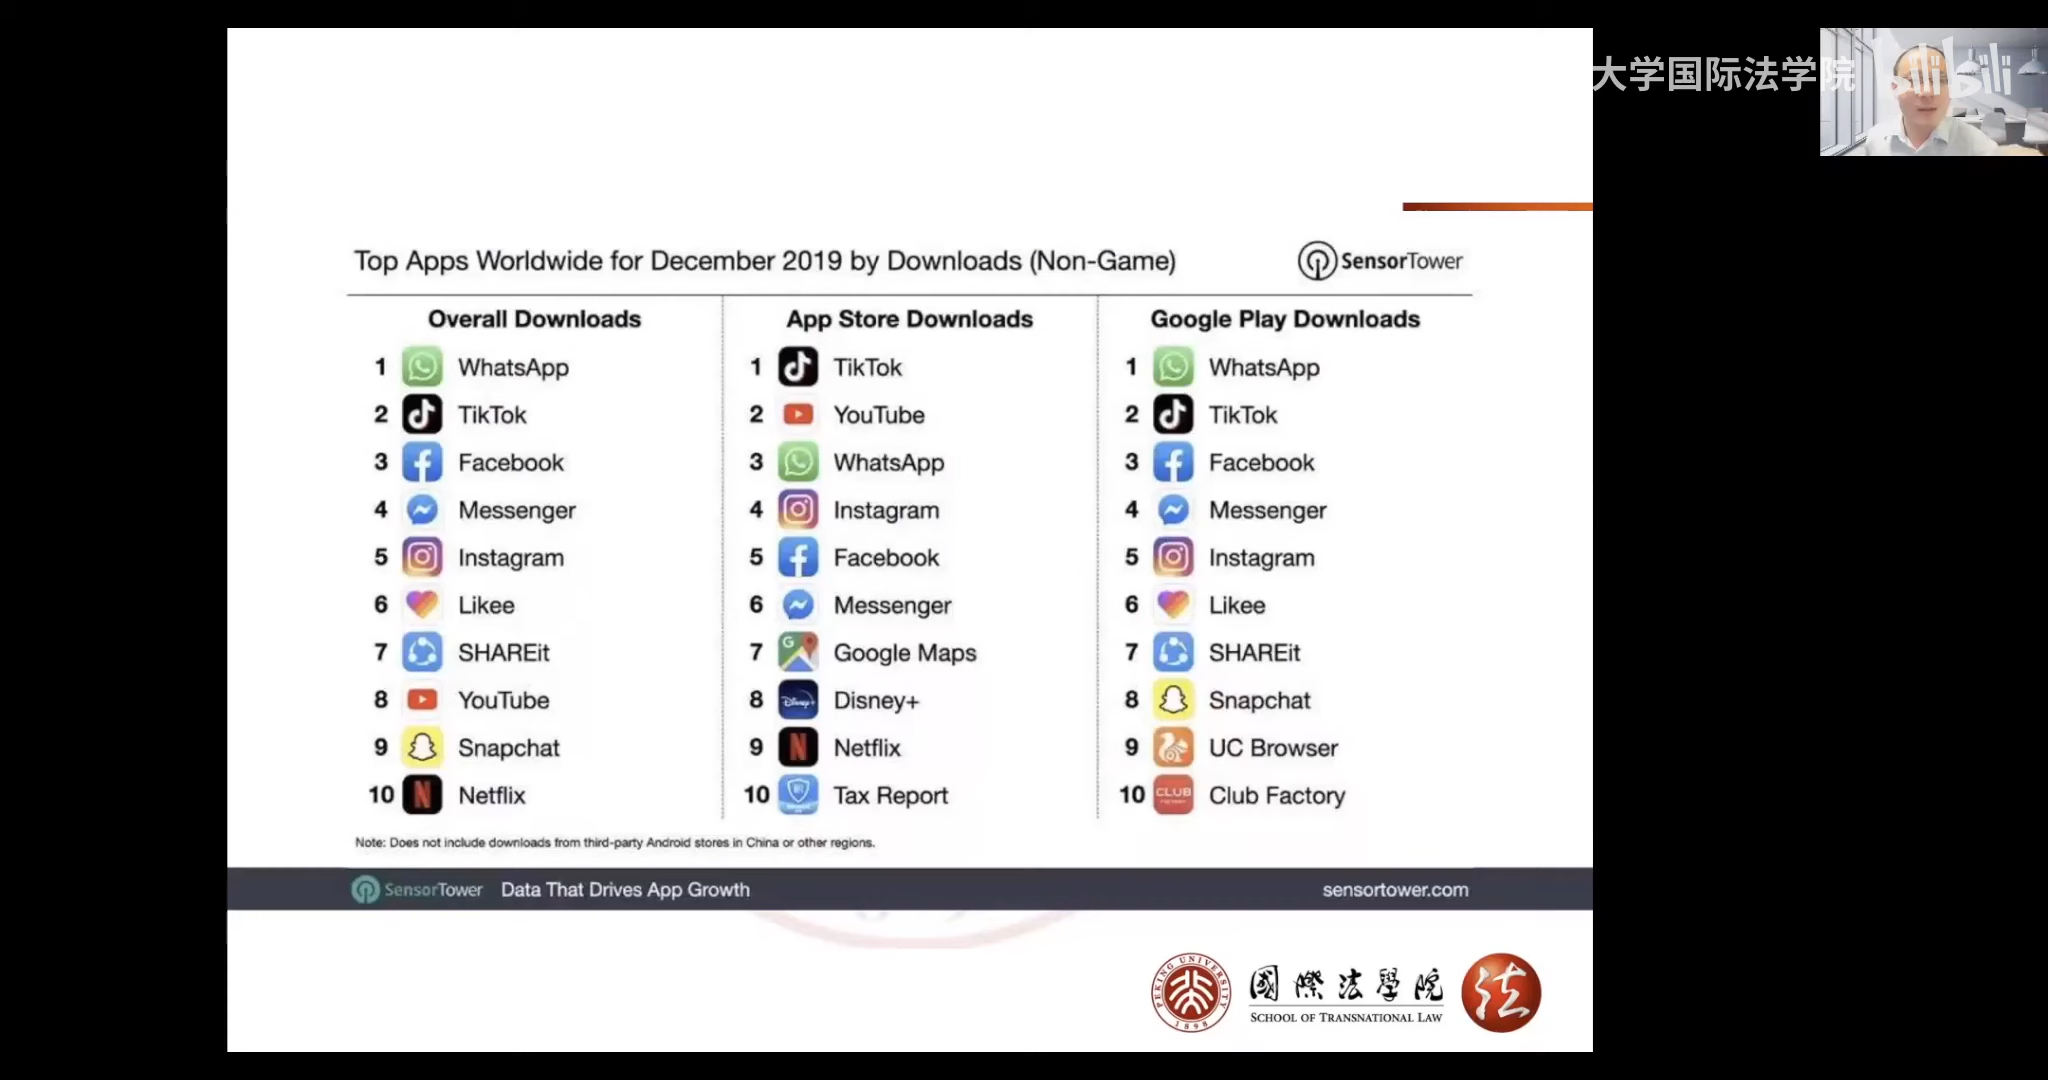 大学国际法学院
bilibili
Top Apps Worldwide for December 2019 by Downloads (Non-Game)
SensorTower
Overall Downloads
1 WhatsApp
2 TikTok
3 Facebook
4 Messenger
5 Instagram
6 Likee
7 SHAREit
8 YouTube
9 Snapchat
10 Netflix
App Store Downloads
1 TikTok
2 YouTube
3 WhatsApp
4 Instagram
5 Facebook
6 Messenger
7 Google Maps
8 Disney+
9 Netflix
10 Tax Report
Google Play Downloads
1 WhatsApp
2 TikTok
3 Facebook
4 Messenger
5 Instagram
6 Likee
7 SHAREit
8 Snapchat
9 UC Browser
10 CLUB Club Factory
Note: Does not include downloads from third-party Android stores in China or other regions.
SensorTower Data That Drives App Growth
sensortower.com
PEKING UNIVERSITY
1898
國際法學院
SCHOOL OF TRANSNATIONAL LAW
法